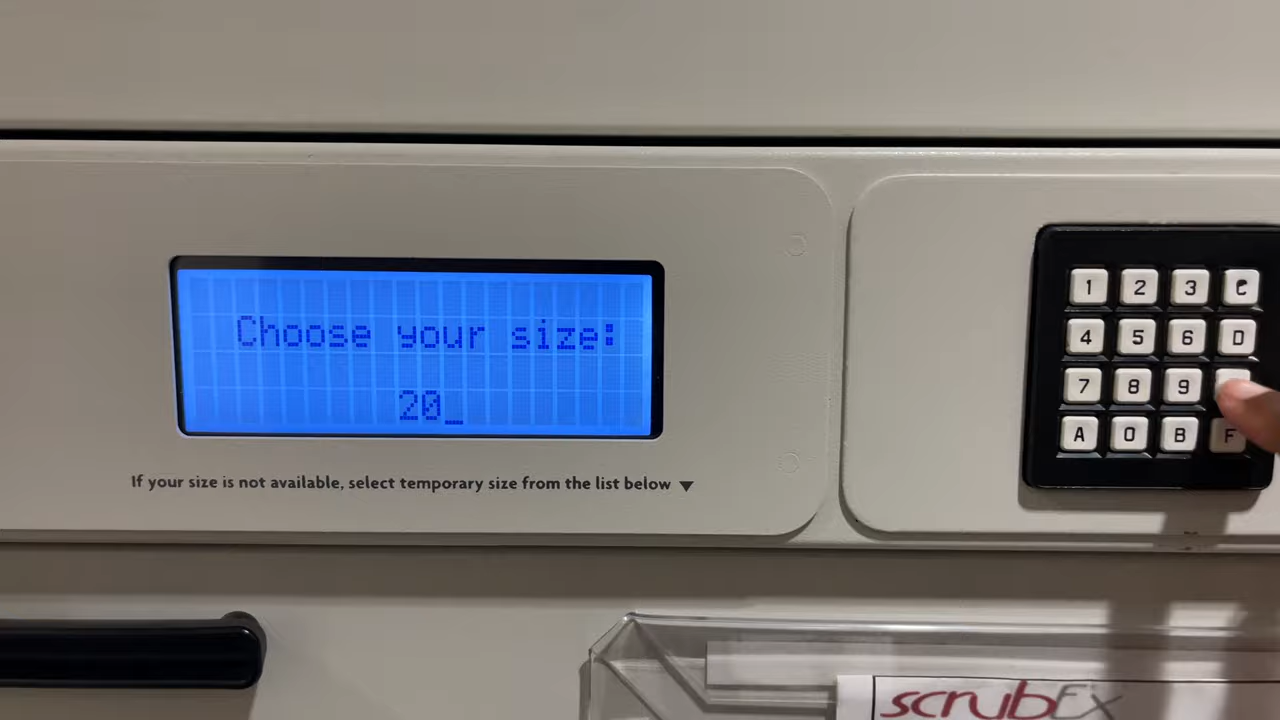 Choose your size:
20_
If your size is not available, select temporary size from the list below ▼
1 2 3 C
4 5 6 D
7 8 9
A 0 B F
scrubEx